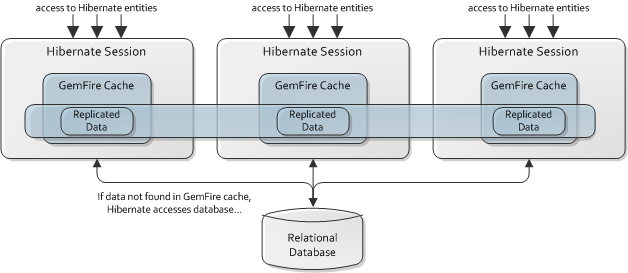 access to Hibernate entities
access to Hibernate entities
access to Hibernate entities
Hibernate Session
Hibernate Session
Hibernate Session
GemFire Cache
GemFire Cache
GemFire Cache
Replicated
Data
Replicated
Data
Replicated
Data
If data not found in GemFire cache,
Hibernate accesses database...
Relational
Database